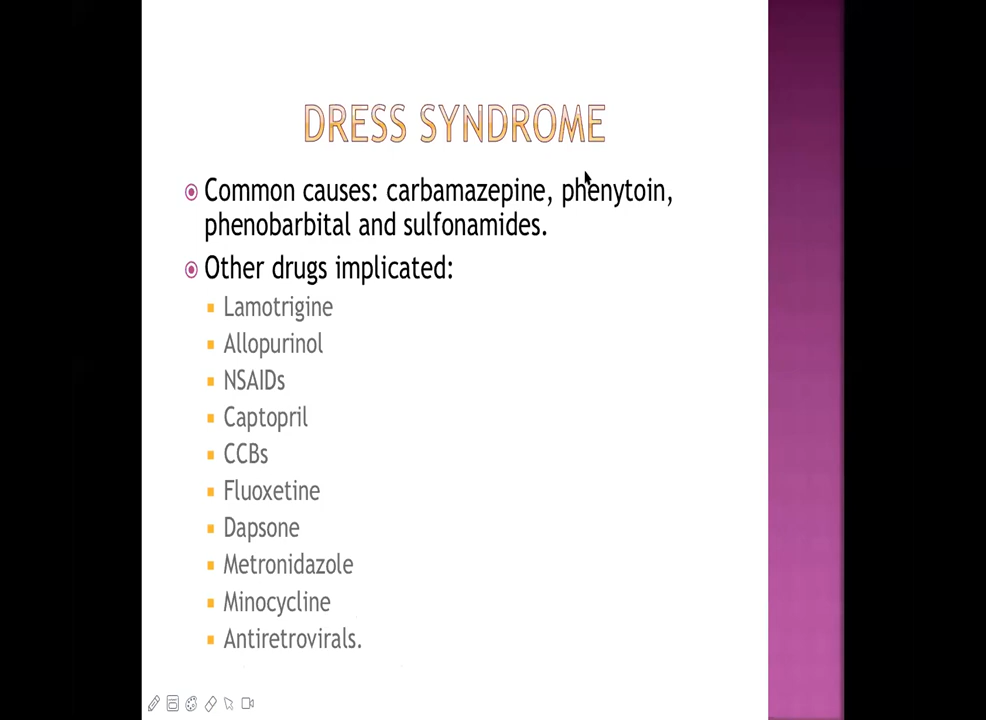 DRESS SYNDROME
Common causes: carbamazepine, phenytoin,
phenobarbital and sulfonamides.
Other drugs implicated:
Lamotrigine
Allopurinol
NSAIDs
Captopril
CCBs
Fluoxetine
Dapsone
Metronidazole
Minocycline
Antiretrovirals.